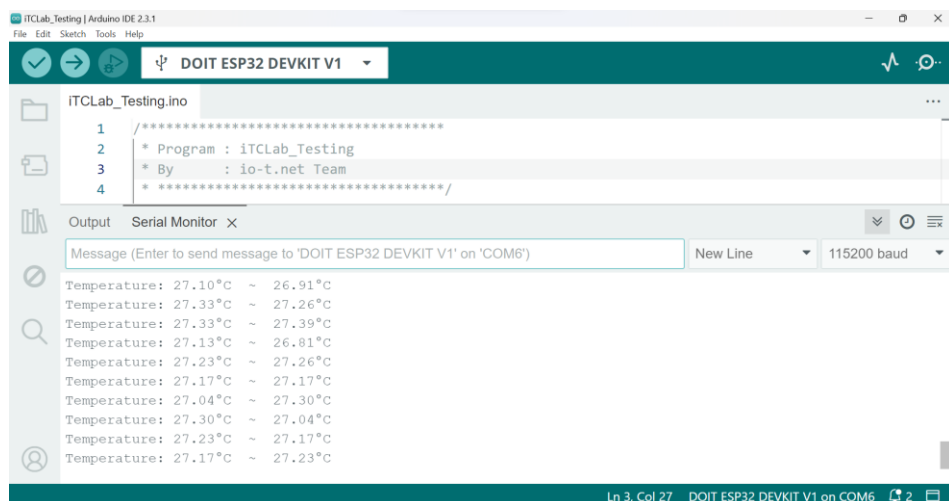 iTCLab_Testing | Arduino IDE 2.3.1
File Edit Sketch Tools Help
DOIT ESP32 DEVKIT V1
iTCLab_Testing.ino
1 /*************************************
2 * Program : iTCLab_Testing
3 * By : io-t.net Team
4 * ***********************************/
Output Serial Monitor
Message (Enter to send message to 'DOIT ESP32 DEVKIT V1' on 'COM6') New Line 115200 baud
Temperature: 27.10°C ~ 26.91°C
Temperature: 27.33°C ~ 27.26°C
Temperature: 27.33°C ~ 27.39°C
Temperature: 27.13°C ~ 26.81°C
Temperature: 27.23°C ~ 27.26°C
Temperature: 27.17°C ~ 27.17°C
Temperature: 27.04°C ~ 27.30°C
Temperature: 27.30°C ~ 27.04°C
Temperature: 27.23°C ~ 27.17°C
Temperature: 27.17°C ~ 27.23°C
Ln 3, Col 27 DOIT ESP32 DEVKIT V1 on COM6 2